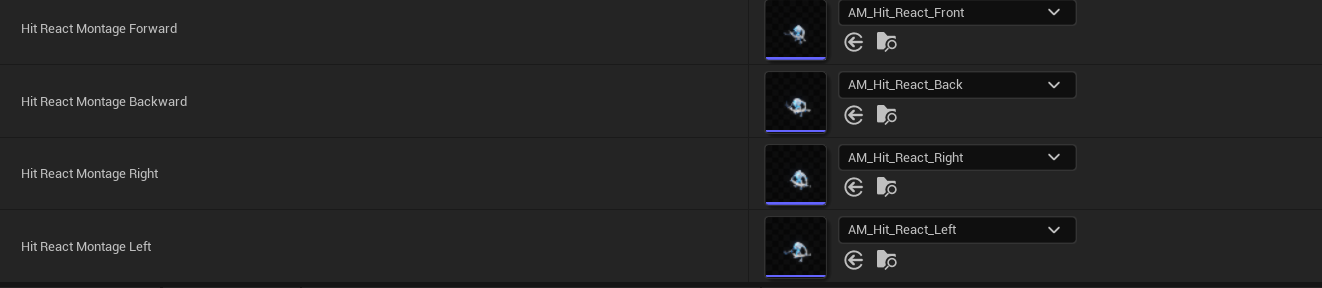 Hit React Montage Forward
AM_Hit_React_Front
Hit React Montage Backward
AM_Hit_React_Back
Hit React Montage Right
AM_Hit_React_Right
Hit React Montage Left
AM_Hit_React_Left